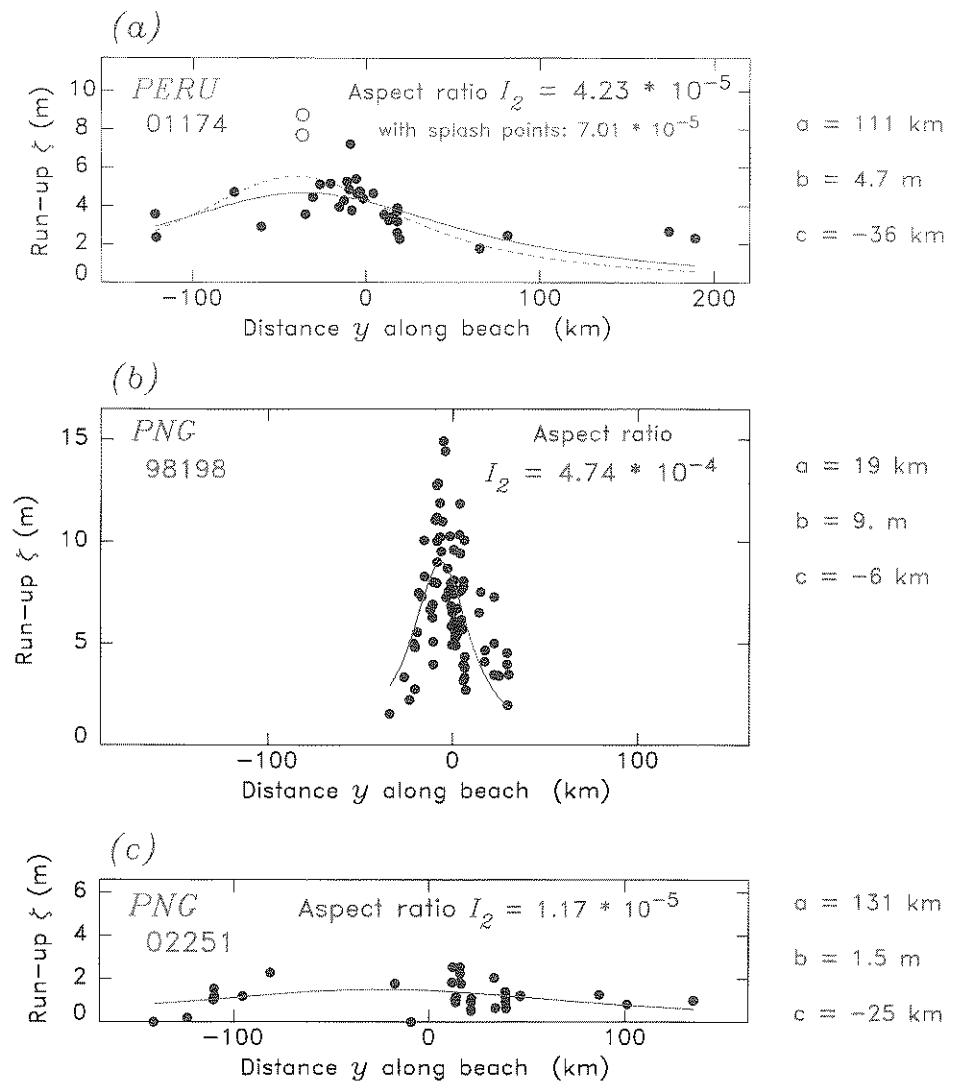 (a)
PERU
01174
Aspect ratio I₂ = 4.23 * 10⁻⁵
with splash points: 7.01 * 10⁻⁵
a = 111 km
b = 4.7 m
c = −36 km
Run−up ζ (m)
10
8
6
4
2
0
−100 0 100 200
Distance y along beach (km)
(b)
PNG
98198
Aspect ratio
I₂ = 4.74 * 10⁻⁴
a = 19 km
b = 9. m
c = −6 km
Run−up ζ (m)
15
10
5
0
−100 0 100
Distance y along beach (km)
(c)
PNG
02251
Aspect ratio I₂ = 1.17 * 10⁻⁵
a = 131 km
b = 1.5 m
c = −25 km
Run−up ζ (m)
6
4
2
0
−100 0 100
Distance y along beach (km)